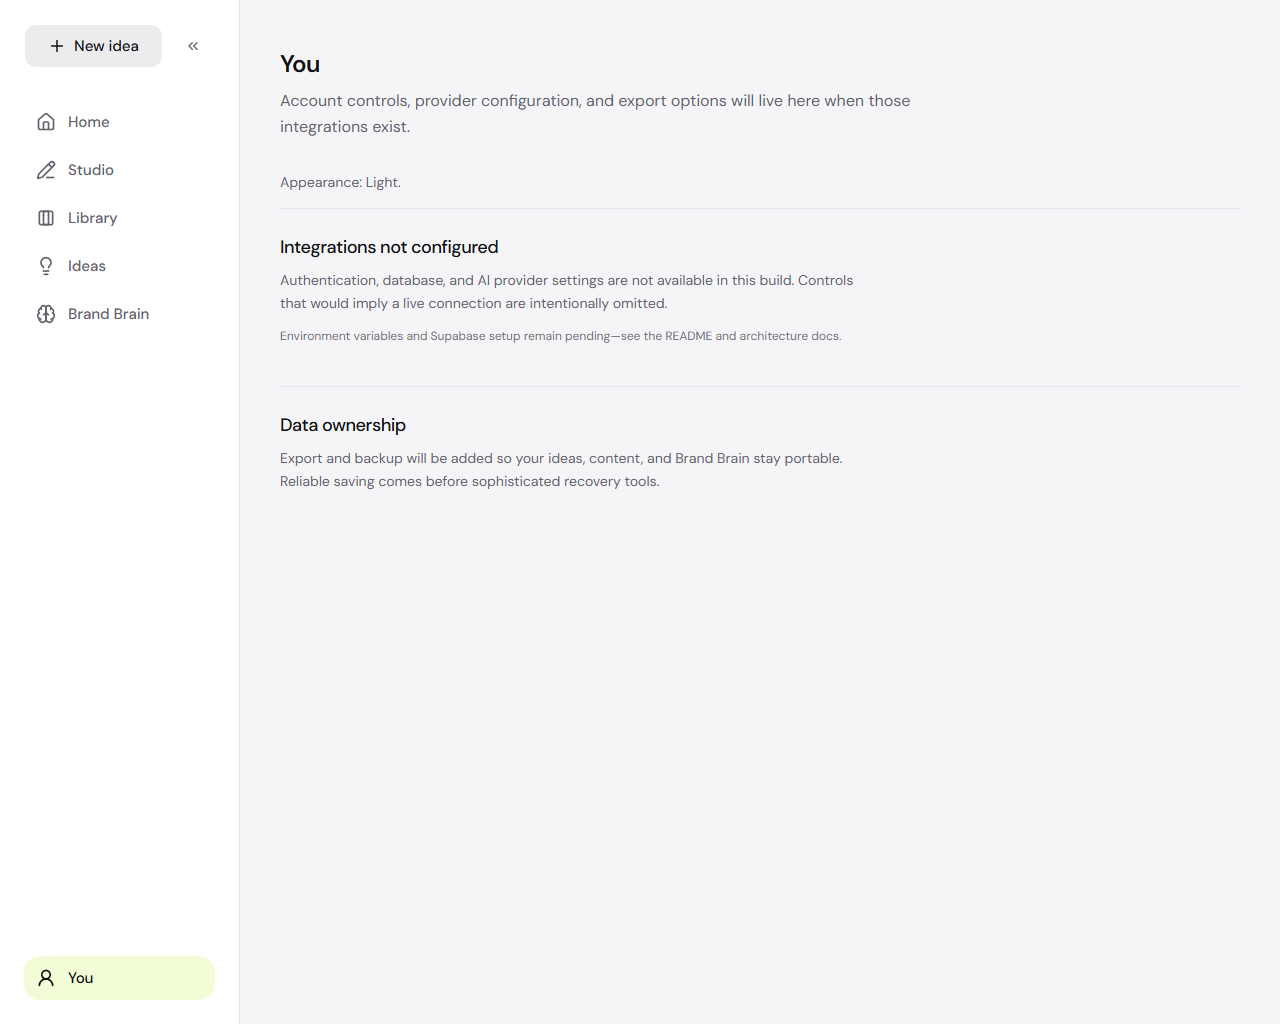 New idea
Home
Studio
Library
Ideas
Brand Brain
You
You
Account controls, provider configuration, and export options will live here when those
integrations exist.
Appearance: Light.
Integrations not configured
Authentication, database, and AI provider settings are not available in this build. Controls
that would imply a live connection are intentionally omitted.
Environment variables and Supabase setup remain pending—see the README and architecture docs.
Data ownership
Export and backup will be added so your ideas, content, and Brand Brain stay portable.
Reliable saving comes before sophisticated recovery tools.